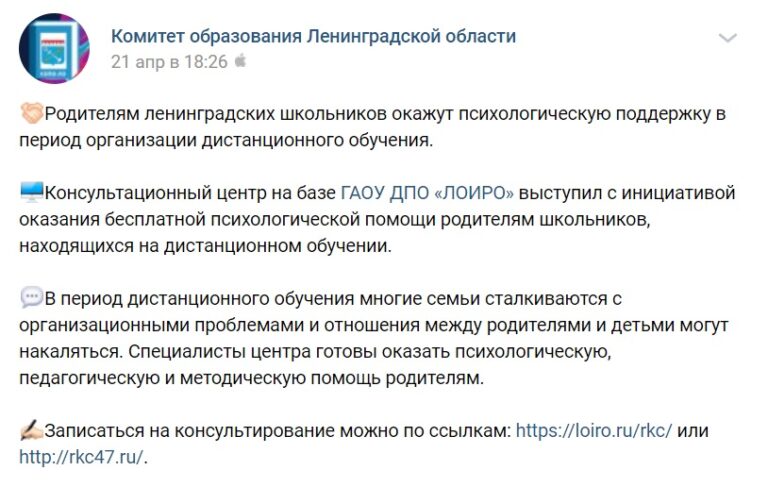 Комитет образования Ленинградской области
21 апр в 18:26
🤝Родителям ленинградских школьников окажут психологическую поддержку в
период организации дистанционного обучения.
🖥Консультационный центр на базе ГАОУ ДПО «ЛОИРО» выступил с инициативой
оказания бесплатной психологической помощи родителям школьников,
находящихся на дистанционном обучении.
💬В период дистанционного обучения многие семьи сталкиваются с
организационными проблемами и отношения между родителями и детьми могут
накаляться. Специалисты центра готовы оказать психологическую,
педагогическую и методическую помощь родителям.
✍🏻Записаться на консультирование можно по ссылкам: https://loiro.ru/rkc/ или
http://rkc47.ru/.